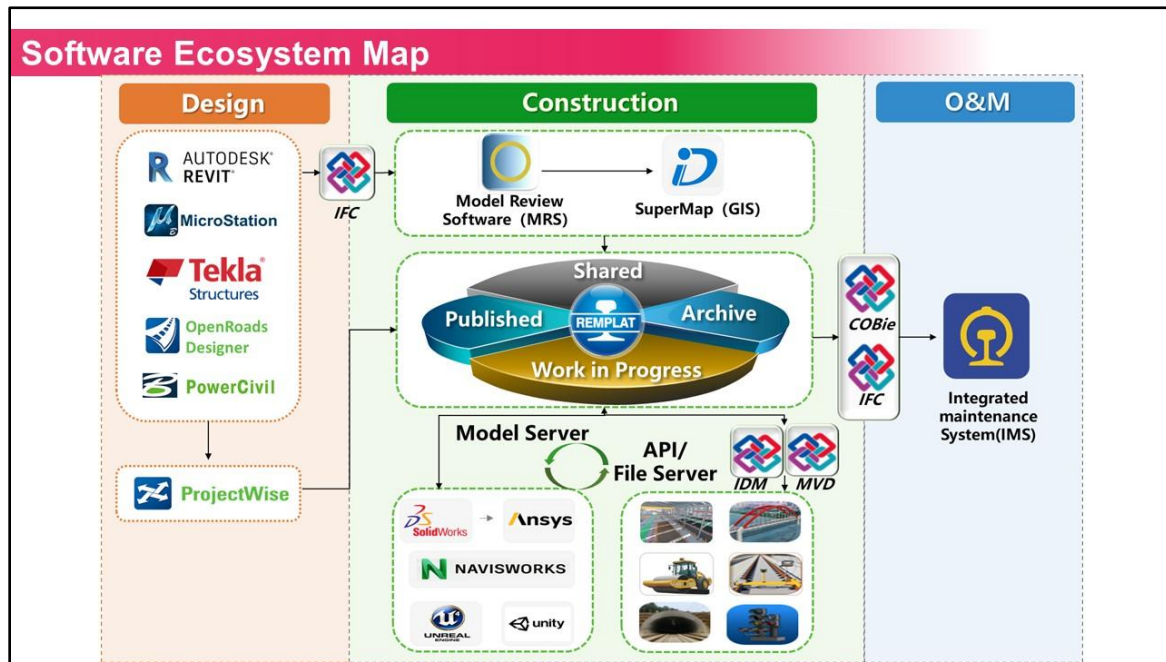 Software Ecosystem Map
Design
Construction
O&M
AUTODESK®
REVIT®
MicroStation
Tekla®
Structures
OpenRoads
Designer
PowerCivil
ProjectWise
IFC
Model Review
Software (MRS)
SuperMap (GIS)
Shared
Published
REMPLAT
Archive
Work in Progress
COBie
IFC
Integrated
maintenance
System(IMS)
Model Server
API/
File Server
IDM
MVD
SolidWorks
Ansys
NAVISWORKS
UNREAL
ENGINE
unity